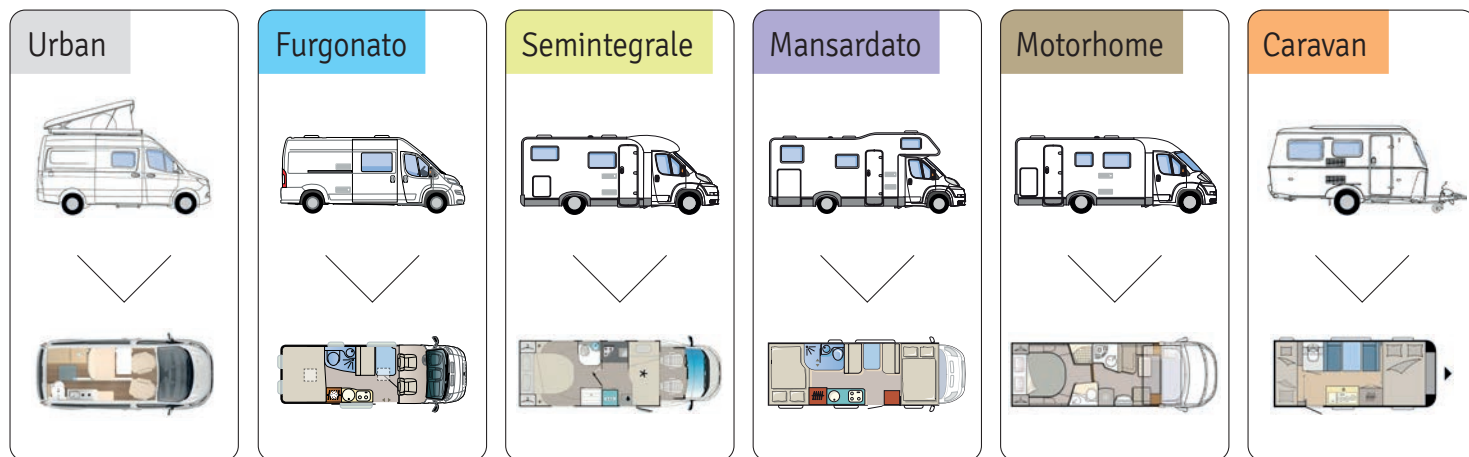 Urban
Furgonato
Semintegrale
Mansardato
Motorhome
Caravan